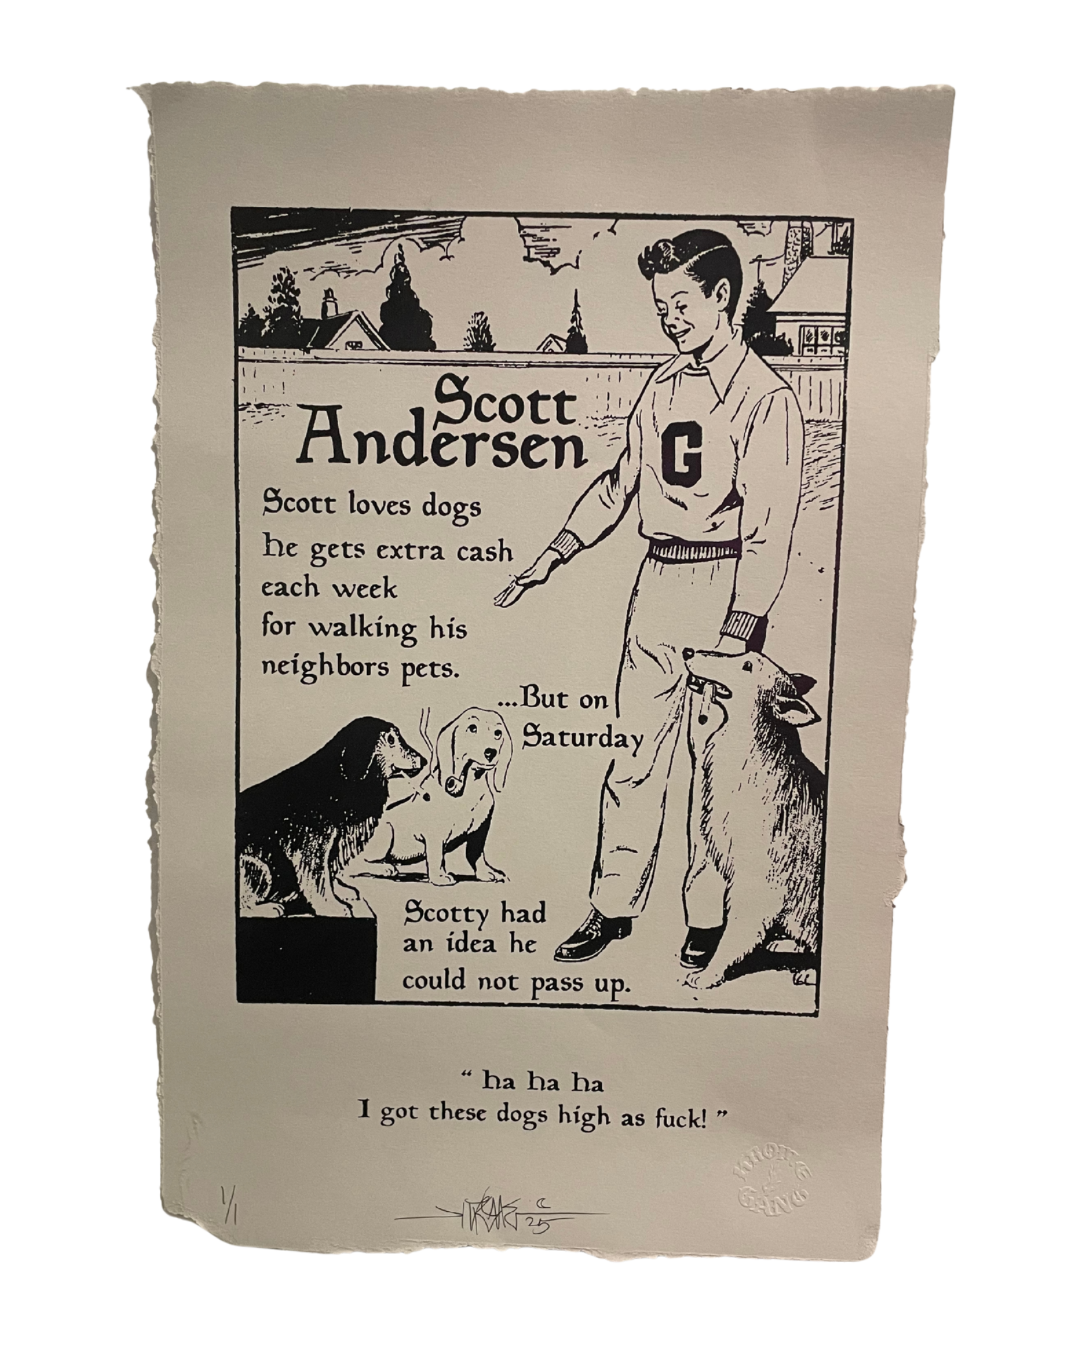 Scott
Andersen
G
Scott loves dogs
he gets extra cash
each week
for walking his
neighbors pets.
...But on
Saturday
Scotty had
an idea he
could not pass up.
“ ha ha ha
I got these dogs high as fuck! ”
1/1
25
GANG